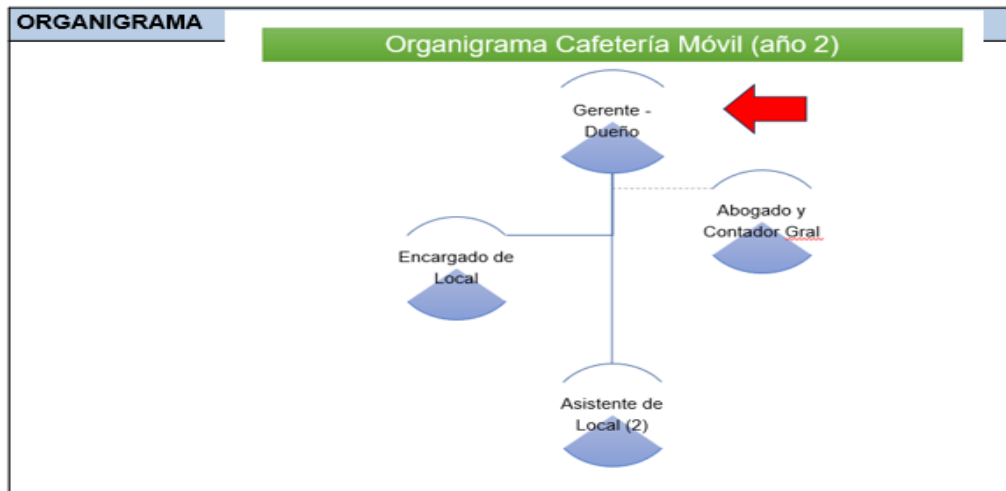 ORGANIGRAMA
Organigrama Cafetería Móvil (año 2)
Gerente -
Dueño
Abogado y
Contador Gral
Encargado de
Local
Asistente de
Local (2)